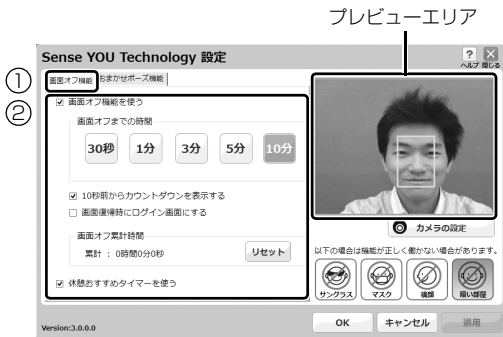 プレビューエリア
Sense YOU Technology 設定
ヘルプ 閉じる
① 画面オフ機能 おまかせポーズ機能
② 画面オフ機能を使う
画面オフまでの時間
30秒 1分 3分 5分 10分
10秒前からカウントダウンを表示する
画面復帰時にログイン画面にする
画面オフ累計時間
累計 : 0時間0分0秒 リセット
休憩おすすめタイマーを使う
カメラの設定
以下の場合は機能が正しく働かない場合があります。
サングラス マスク 横顔 暗い部屋
Version:3.0.0.0
OK キャンセル 適用